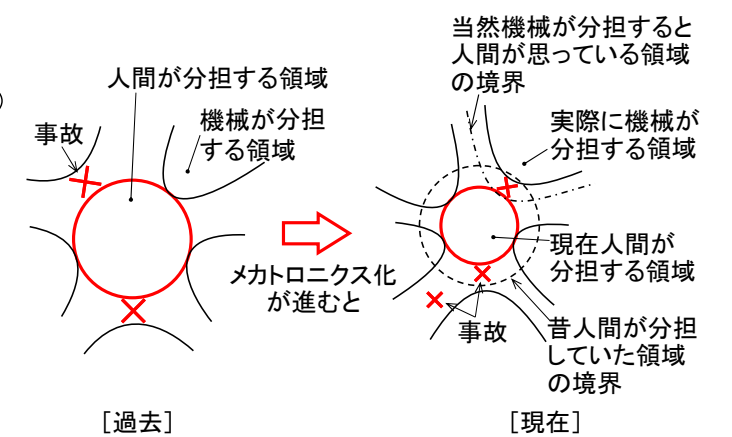 )
人間が分担する領域
事故
機械が分担
する領域
メカトロニクス化
が進むと
[過去]
当然機械が分担すると
人間が思っている領域
の境界
実際に機械が
分担する領域
現在人間が
分担する領域
事故
昔人間が分担
していた領域
の境界
[現在]